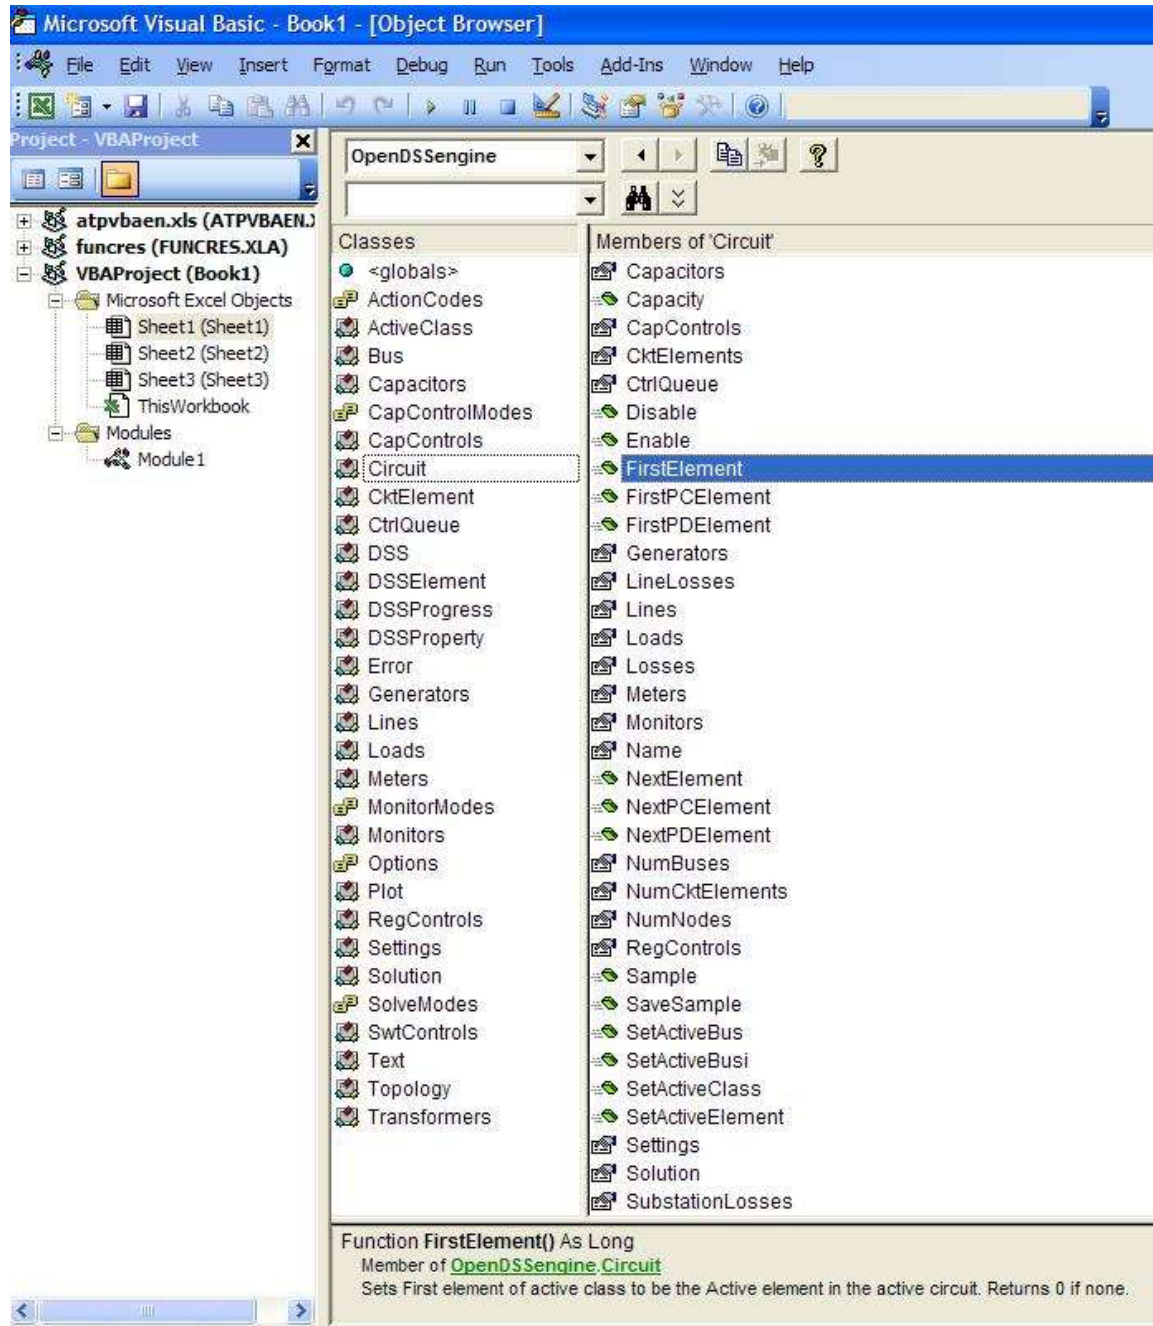 Microsoft Visual Basic - Book1 - [Object Browser]
File Edit View Insert Format Debug Run Tools Add-Ins Window Help
Project - VBAProject
atpvbaen.xls (ATPVBAEN.X
funcres (FUNCRES.XLA)
VBAProject (Book1)
Microsoft Excel Objects
Sheet1 (Sheet1)
Sheet2 (Sheet2)
Sheet3 (Sheet3)
ThisWorkbook
Modules
Module1
OpenDSSengine
Classes
<globals>
ActionCodes
ActiveClass
Bus
Capacitors
CapControlModes
CapControls
Circuit
CktElement
CtrlQueue
DSS
DSSElement
DSSProgress
DSSProperty
Error
Generators
Lines
Loads
Meters
MonitorModes
Monitors
Options
Plot
RegControls
Settings
Solution
SolveModes
SwtControls
Text
Topology
Transformers
Members of 'Circuit'
Capacitors
Capacity
CapControls
CktElements
CtrlQueue
Disable
Enable
FirstElement
FirstPCElement
FirstPDElement
Generators
LineLosses
Lines
Loads
Losses
Meters
Monitors
Name
NextElement
NextPCElement
NextPDElement
NumBuses
NumCktElements
NumNodes
RegControls
Sample
SaveSample
SetActiveBus
SetActiveBusi
SetActiveClass
SetActiveElement
Settings
Solution
SubstationLosses
Function FirstElement() As Long
Member of OpenDSSengine.Circuit
Sets First element of active class to be the Active element in the active circuit. Returns 0 if none.